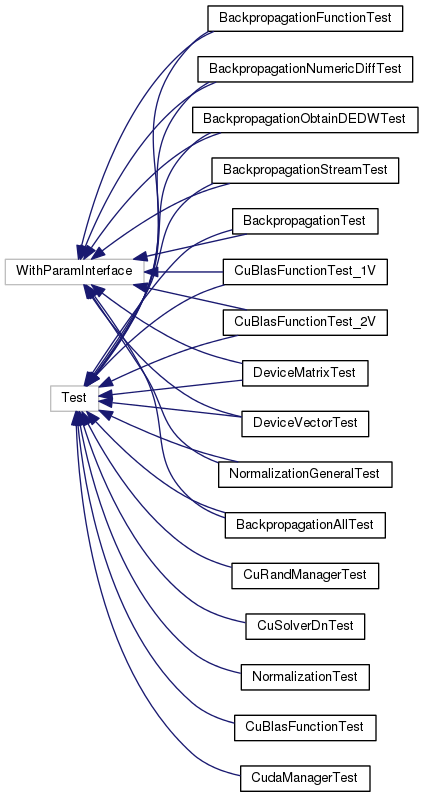 BackpropagationFunctionTest
BackpropagationNumericDiffTest
BackpropagationObtainDEDWTest
BackpropagationStreamTest
BackpropagationTest
WithParamInterface
CuBlasFunctionTest_1V
CuBlasFunctionTest_2V
DeviceMatrixTest
Test
DeviceVectorTest
NormalizationGeneralTest
BackpropagationAllTest
CuRandManagerTest
CuSolverDnTest
NormalizationTest
CuBlasFunctionTest
CudaManagerTest